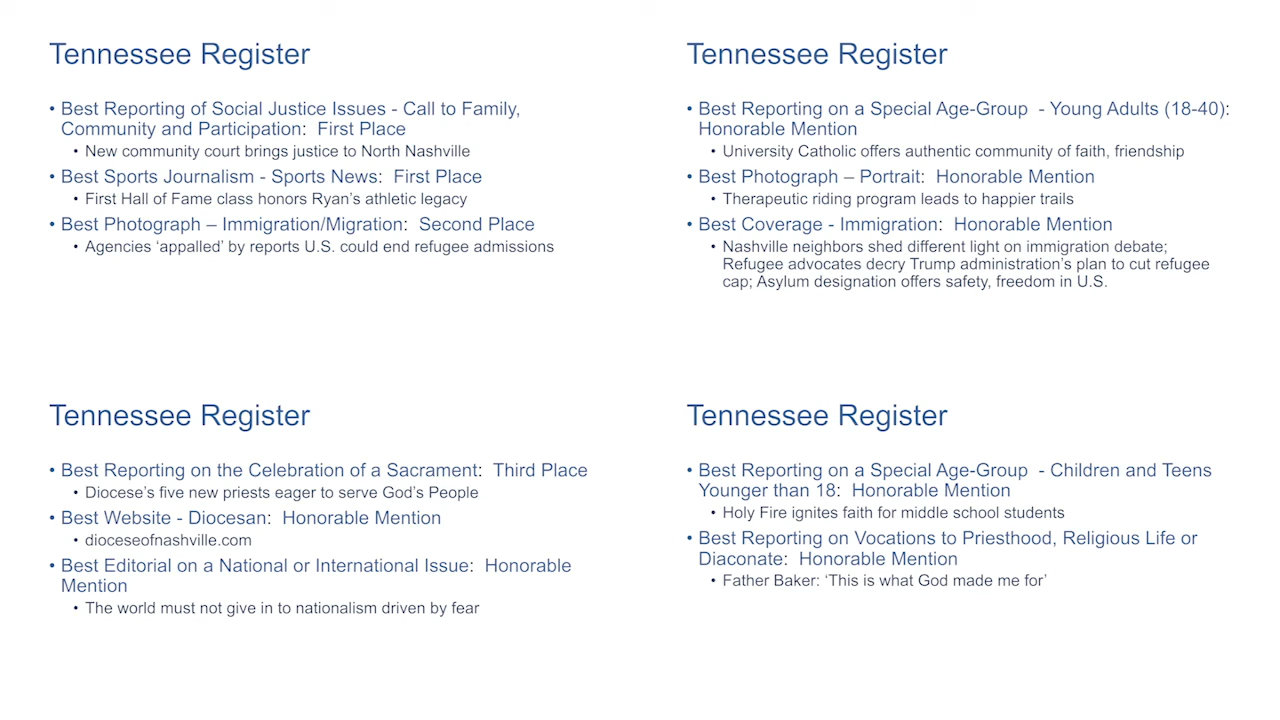 Tennessee Register
• Best Reporting of Social Justice Issues - Call to Family,
Community and Participation:  First Place
• New community court brings justice to North Nashville
• Best Sports Journalism - Sports News:  First Place
• First Hall of Fame class honors Ryan’s athletic legacy
• Best Photograph – Immigration/Migration:  Second Place
• Agencies ‘appalled’ by reports U.S. could end refugee admissions
Tennessee Register
• Best Reporting on a Special Age-Group  - Young Adults (18-40):
Honorable Mention
• University Catholic offers authentic community of faith, friendship
• Best Photograph – Portrait:  Honorable Mention
• Therapeutic riding program leads to happier trails
• Best Coverage - Immigration:  Honorable Mention
• Nashville neighbors shed different light on immigration debate;
Refugee advocates decry Trump administration’s plan to cut refugee
cap; Asylum designation offers safety, freedom in U.S.
Tennessee Register
• Best Reporting on the Celebration of a Sacrament:  Third Place
• Diocese’s five new priests eager to serve God’s People
• Best Website - Diocesan:  Honorable Mention
• dioceseofnashville.com
• Best Editorial on a National or International Issue:  Honorable
Mention
• The world must not give in to nationalism driven by fear
Tennessee Register
• Best Reporting on a Special Age-Group  - Children and Teens
Younger than 18:  Honorable Mention
• Holy Fire ignites faith for middle school students
• Best Reporting on Vocations to Priesthood, Religious Life or
Diaconate:  Honorable Mention
• Father Baker: ‘This is what God made me for’